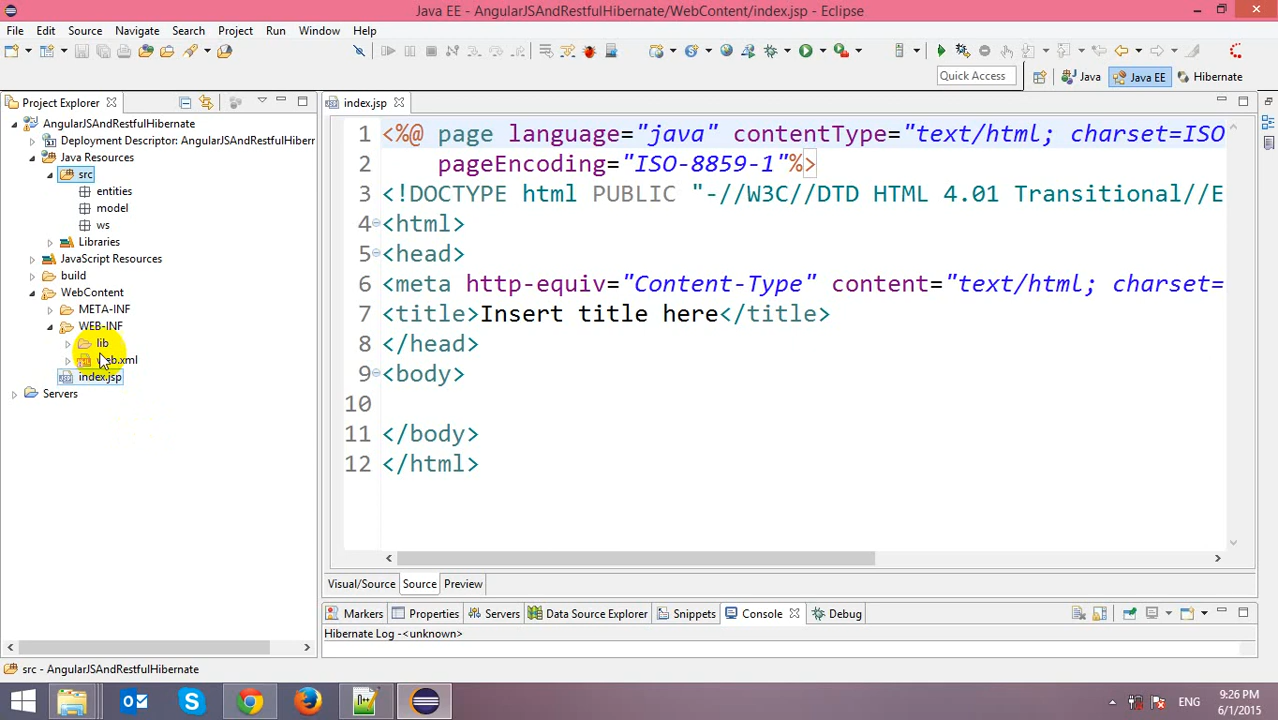 Java EE - AngularJSAndRestfulHibernate/WebContent/index.jsp - Eclipse
File Edit Source Navigate Search Project Run Window Help
Quick Access Java Java EE Hibernate
Project Explorer
AngularJSAndRestfulHibernate
Deployment Descriptor: AngularJSAndRestfulHibern
Java Resources
src
entities
model
ws
Libraries
JavaScript Resources
build
WebContent
META-INF
WEB-INF
lib
web.xml
index.jsp
Servers
index.jsp
1 <%@ page language="java" contentType="text/html; charset=ISO
2 pageEncoding="ISO-8859-1"%>
3 <!DOCTYPE html PUBLIC "-//W3C//DTD HTML 4.01 Transitional//E
4 <html>
5 <head>
6 <meta http-equiv="Content-Type" content="text/html; charset=
7 <title>Insert title here</title>
8 </head>
9 <body>
10
11 </body>
12 </html>
Visual/Source Source Preview
Markers Properties Servers Data Source Explorer Snippets Console Debug
Hibernate Log -<unknown>
src - AngularJSAndRestfulHibernate
ENG
9:26 PM
6/1/2015